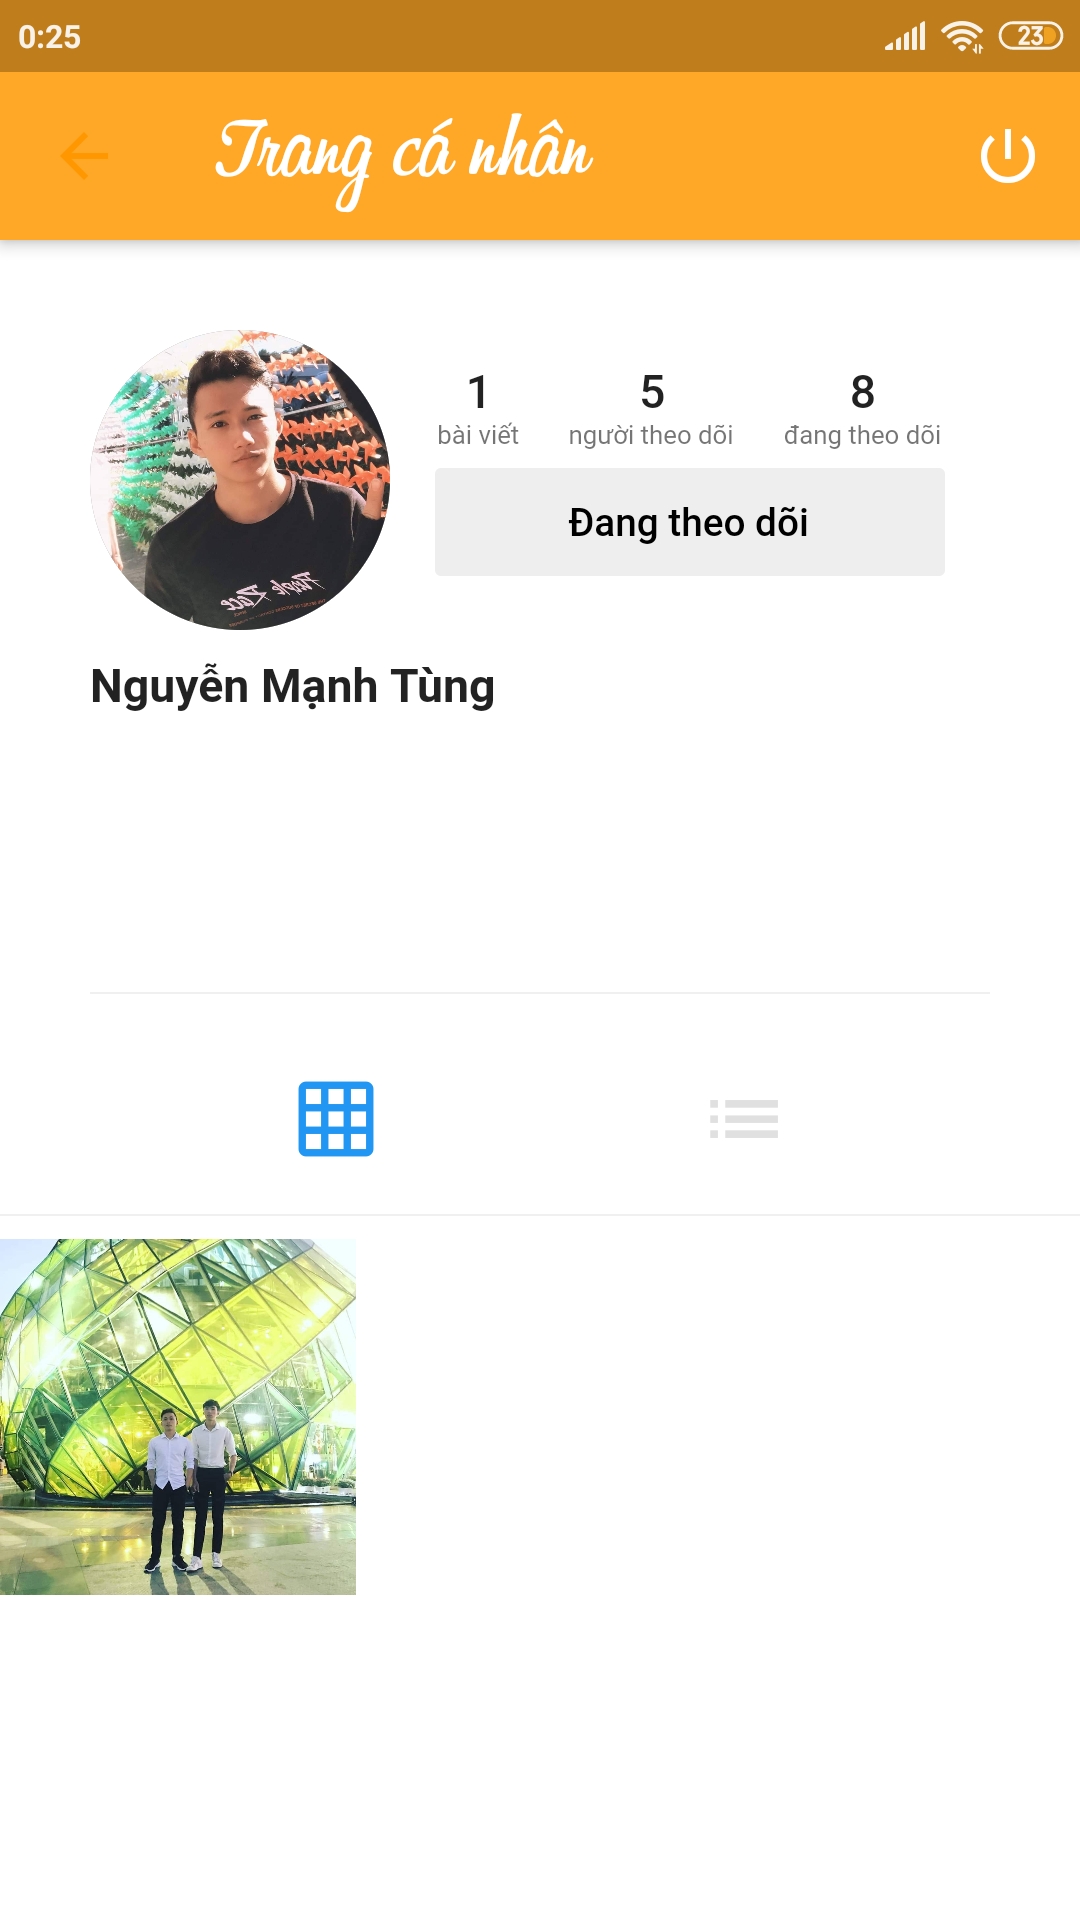 0:25
23
Trang cá nhân
1 5 8
bài viết người theo dõi đang theo dõi
Đang theo dõi
Nguyễn Mạnh Tùng